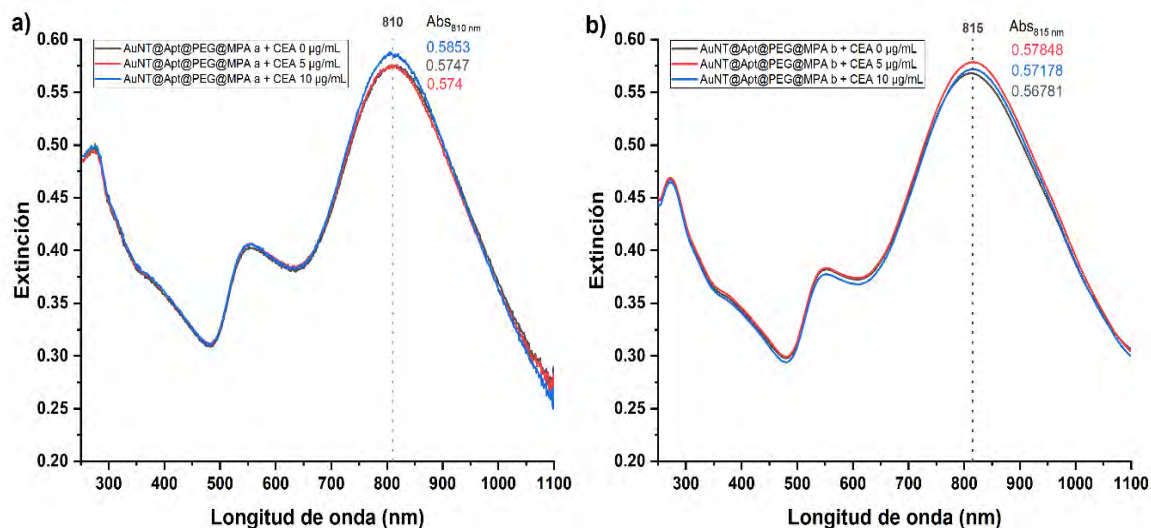 a)
810
Abs810 nm
AuNT@Apt@PEG@MPA a + CEA 0 µg/mL
AuNT@Apt@PEG@MPA a + CEA 5 µg/mL
AuNT@Apt@PEG@MPA a + CEA 10 µg/mL
0.5853
0.5747
0.574
0.60
0.55
0.50
0.45
0.40
0.35
0.30
0.25
0.20
Extinción
300 400 500 600 700 800 900 1000 1100
Longitud de onda (nm)
b)
815
Abs815 nm
AuNT@Apt@PEG@MPA b + CEA 0 µg/mL
AuNT@Apt@PEG@MPA b + CEA 5 µg/mL
AuNT@Apt@PEG@MPA b + CEA 10 µg/mL
0.57848
0.57178
0.56781
0.60
0.55
0.50
0.45
0.40
0.35
0.30
0.25
0.20
Extinción
300 400 500 600 700 800 900 1000 1100
Longitud de onda (nm)